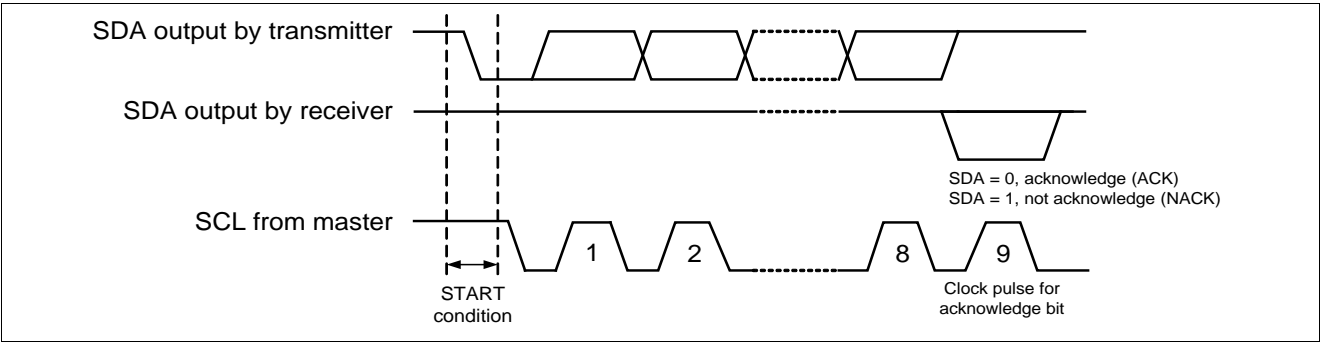 SDA output by transmitter
SDA output by receiver
SDA = 0, acknowledge (ACK)
SDA = 1, not acknowledge (NACK)
SCL from master
1
2
8
9
START
condition
Clock pulse for
acknowledge bit